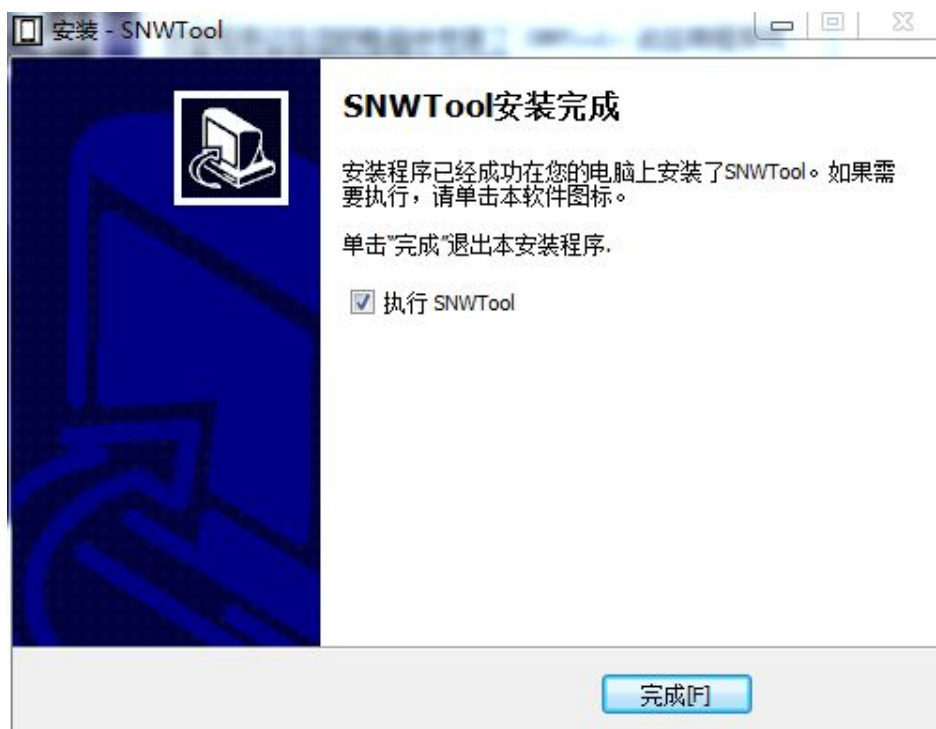 安装 - SNWTool
SNWTool安装完成
安装程序已经成功在您的电脑上安装了SNWTool。如果需
要执行，请单击本软件图标。
单击"完成"退出本安装程序.
执行 SNWTool
完成[F]